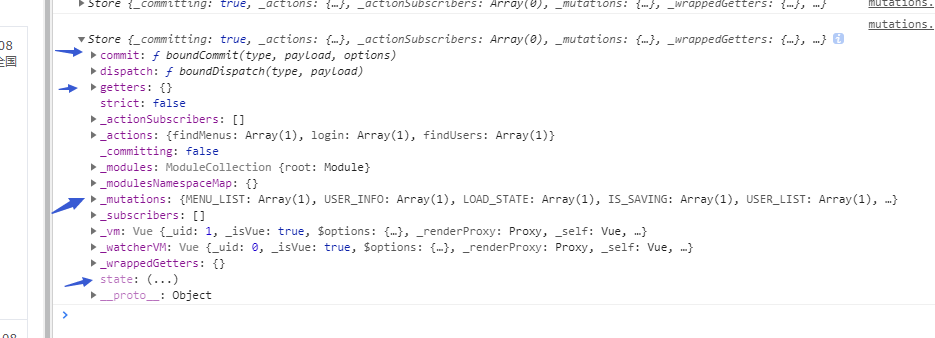 Store {_committing: true, _actions: {…}, _actionSubscribers: Array(0), _mutations: {…}, _wrappedGetters: {…}, …}
mutations.
mutations.
08
全国
▼Store {_committing: true, _actions: {…}, _actionSubscribers: Array(0), _mutations: {…}, _wrappedGetters: {…}, …} i
▶commit: ƒ boundCommit(type, payload, options)
▶dispatch: ƒ boundDispatch(type, payload)
▶getters: {}
strict: false
▶_actionSubscribers: []
▶_actions: {findMenus: Array(1), login: Array(1), findUsers: Array(1)}
_committing: false
▶_modules: ModuleCollection {root: Module}
▶_modulesNamespaceMap: {}
▶_mutations: {MENU_LIST: Array(1), USER_INFO: Array(1), LOAD_STATE: Array(1), IS_SAVING: Array(1), USER_LIST: Array(1), …}
▶_subscribers: []
▶_vm: Vue {_uid: 1, _isVue: true, $options: {…}, _renderProxy: Proxy, _self: Vue, …}
▶_watcherVM: Vue {_uid: 0, _isVue: true, $options: {…}, _renderProxy: Proxy, _self: Vue, …}
▶_wrappedGetters: {}
state: (...)
▶__proto__: Object
>
08